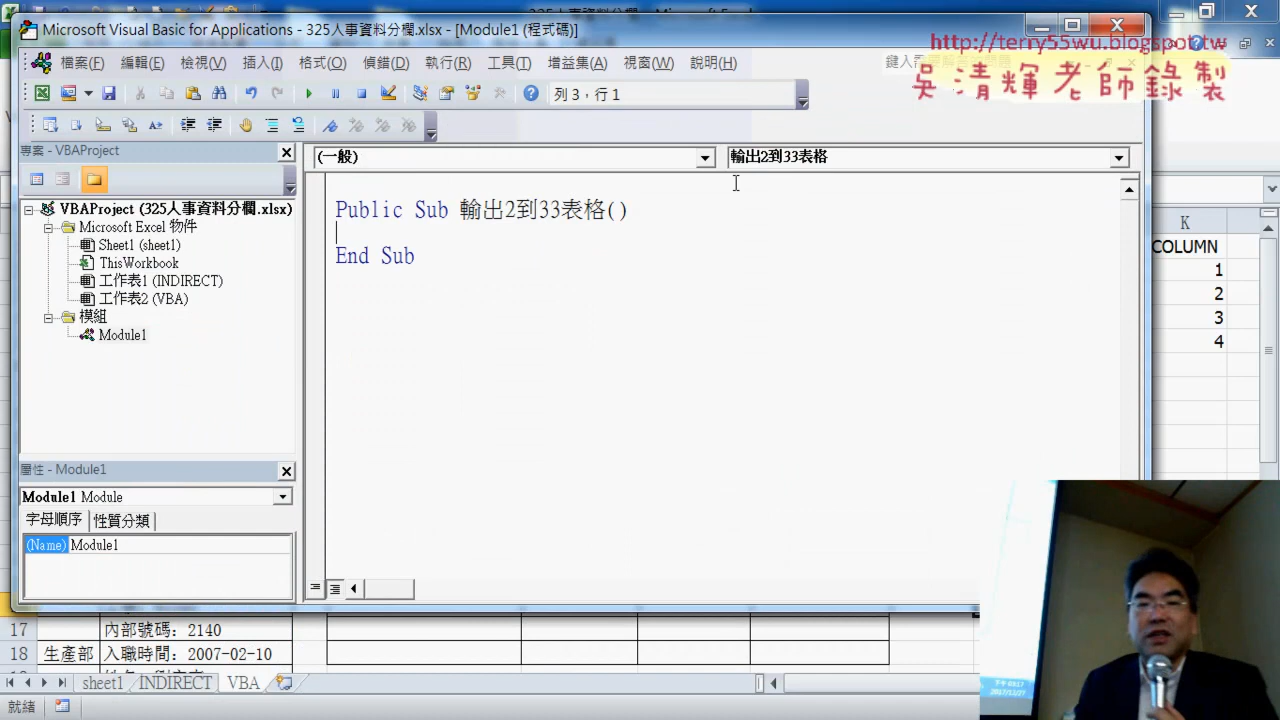 Microsoft Visual Basic for Applications - 325人事資料分欄.xlsx - [Module1 (程式碼)]
http://terry55wu.blogspot.tw
吳清輝老師錄製
檔案(F) 編輯(E) 檢視(V) 插入(I) 格式(O) 偵錯(D) 執行(R) 工具(T) 增益集(A) 視窗(W) 說明(H)
列 3，行 1
專案 - VBAProject
(一般)
輸出2到33表格
VBAProject (325人事資料分欄.xlsx)
Microsoft Excel 物件
Sheet1 (sheet1)
ThisWorkbook
工作表1 (INDIRECT)
工作表2 (VBA)
模組
Module1
Public Sub 輸出2到33表格()
End Sub
K
COLUMN
1
2
3
4
屬性 - Module1
Module1 Module
字母順序 性質分類
(Name) Module1
17 內部號碼: 2140
18 生產部 入職時間: 2007-02-10
sheet1 INDIRECT VBA
就緒